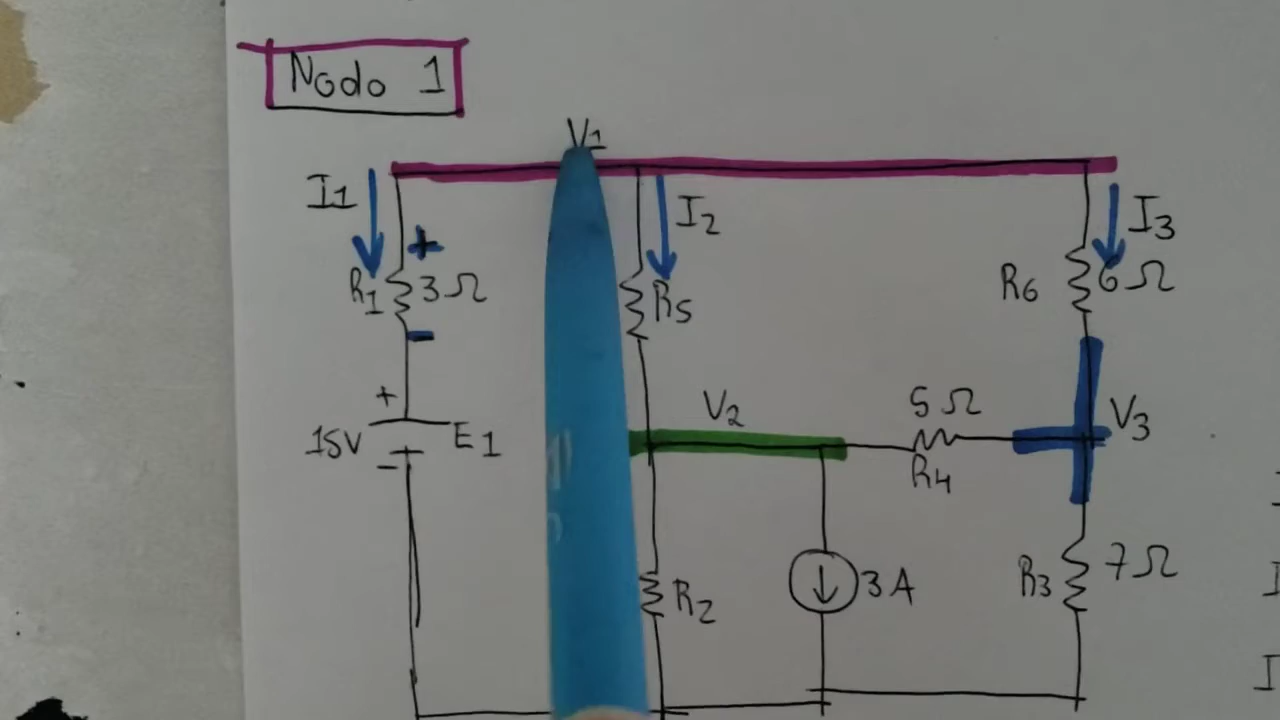 Nodo 1
V1
I1
I2
I3
+
R1 3Ω
R5
R6 6Ω
-
+
V2
5Ω
V3
15V E1
R4
-
R2
3A
R3 7Ω